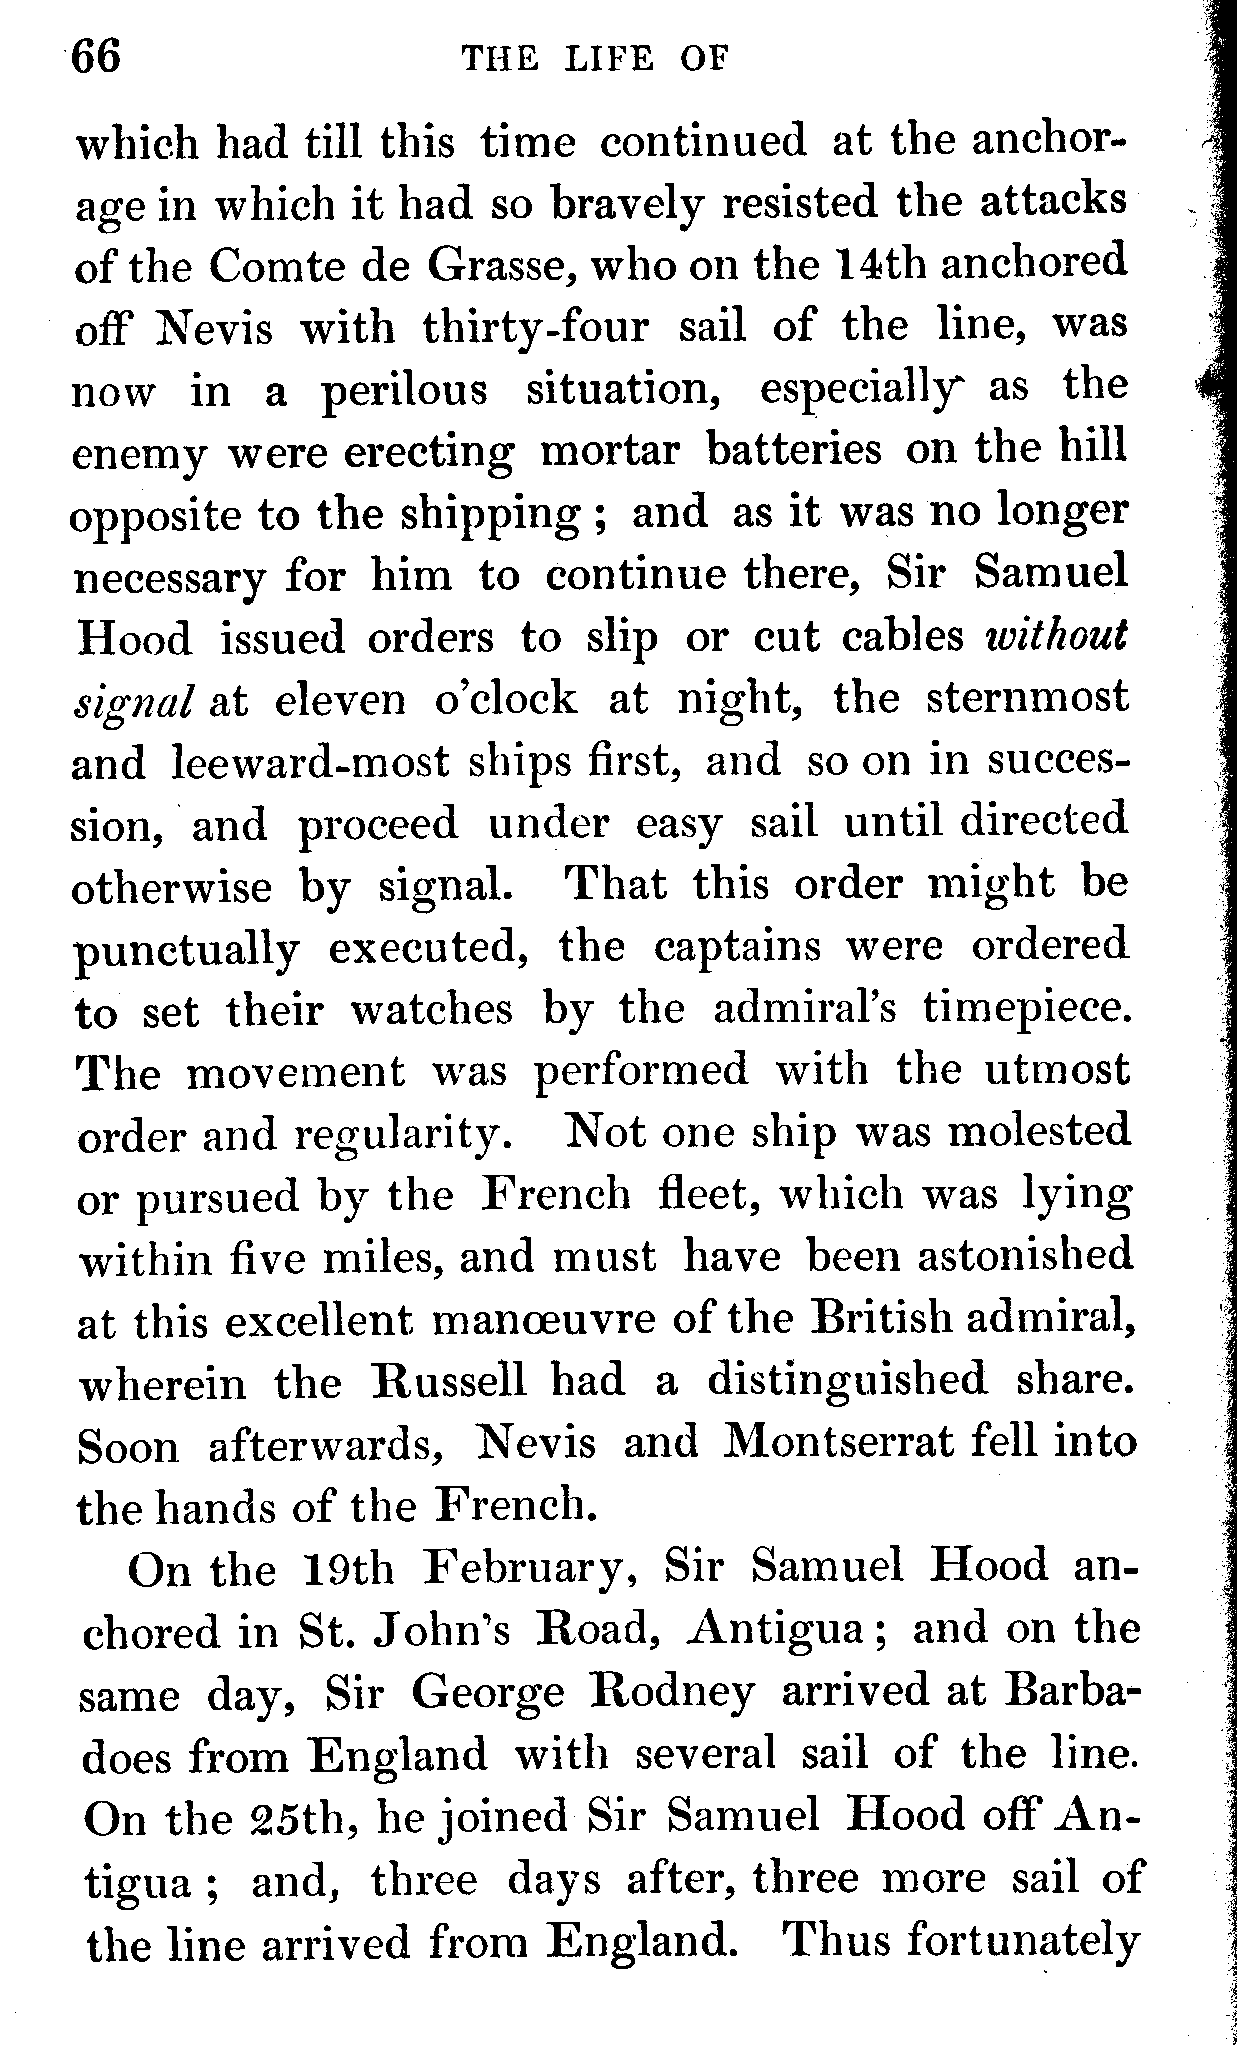 66 THE LIFE OF
which had till this time continued at the anchor-
age in which it had so bravely resisted the attacks
of the Comte de Grasse, who on the 14th anchored
off Nevis with thirty-four sail of the line, was
now in a perilous situation, especially as the
enemy were erecting mortar batteries on the hill
opposite to the shipping ; and as it was no longer
necessary for him to continue there, Sir Samuel
Hood issued orders to slip or cut cables without
signal at eleven o'clock at night, the sternmost
and leeward-most ships first, and so on in succes-
sion, and proceed under easy sail until directed
otherwise by signal. That this order might be
punctually executed, the captains were ordered
to set their watches by the admiral's timepiece.
The movement was performed with the utmost
order and regularity. Not one ship was molested
or pursued by the French fleet, which was lying
within five miles, and must have been astonished
at this excellent manœuvre of the British admiral,
wherein the Russell had a distinguished share.
Soon afterwards, Nevis and Montserrat fell into
the hands of the French.
On the 19th February, Sir Samuel Hood an-
chored in St. John's Road, Antigua ; and on the
same day, Sir George Rodney arrived at Barba-
does from England with several sail of the line.
On the 25th, he joined Sir Samuel Hood off An-
tigua ; and, three days after, three more sail of
the line arrived from England. Thus fortunately